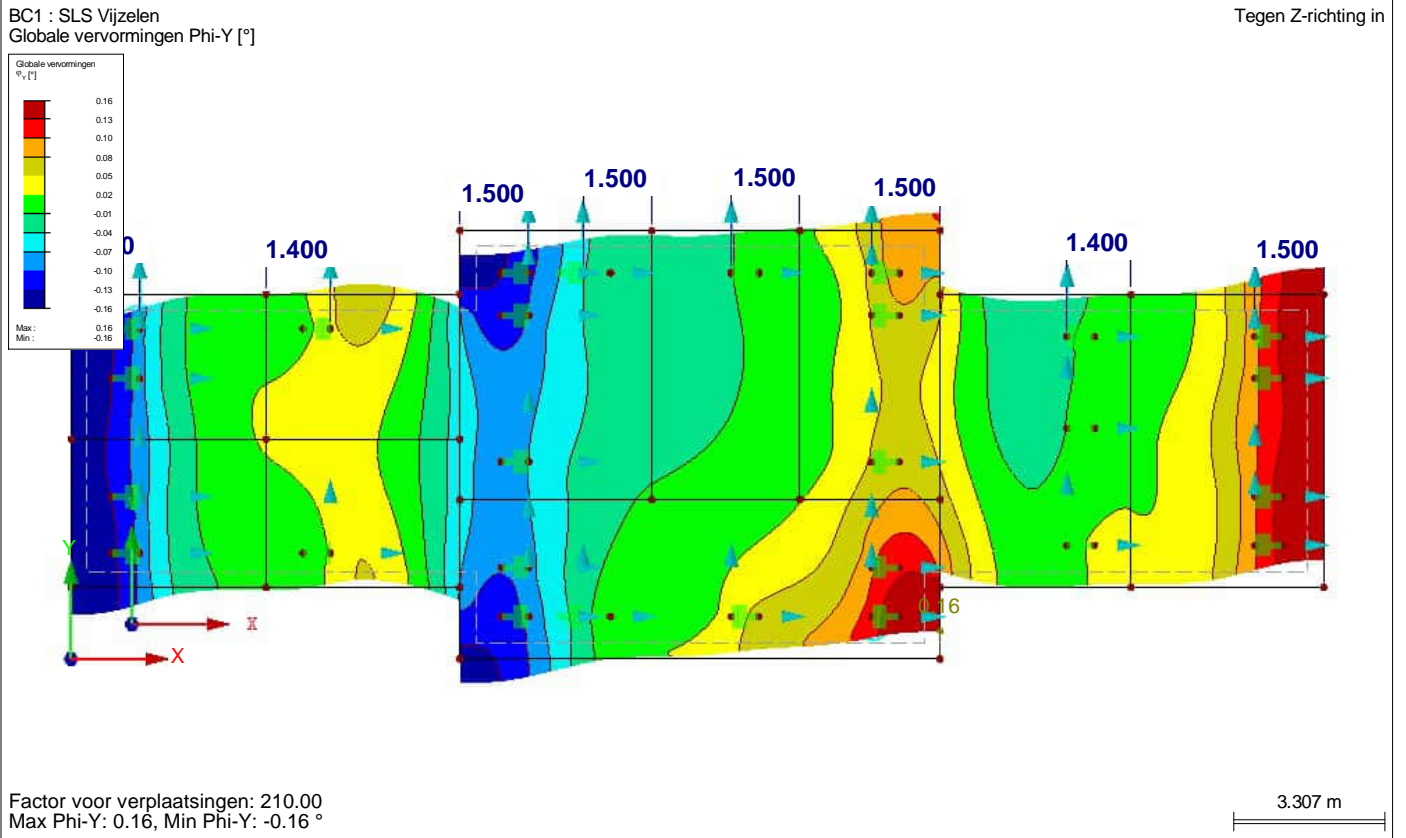 BC1 : SLS Vijzelen
Globale vervormingen Phi-Y [°]
Tegen Z-richting in
Globale vervormingen
φY [°]
0.16
0.13
0.10
0.08
0.05
0.02
-0.01
-0.04
-0.07
-0.10
-0.13
-0.16
Max : 0.16
Min : -0.16
0
1.400
1.500
1.500
1.500
1.500
1.400
1.500
0.16
Y
X
X
Factor voor verplaatsingen: 210.00
Max Phi-Y: 0.16, Min Phi-Y: -0.16 °
3.307 m